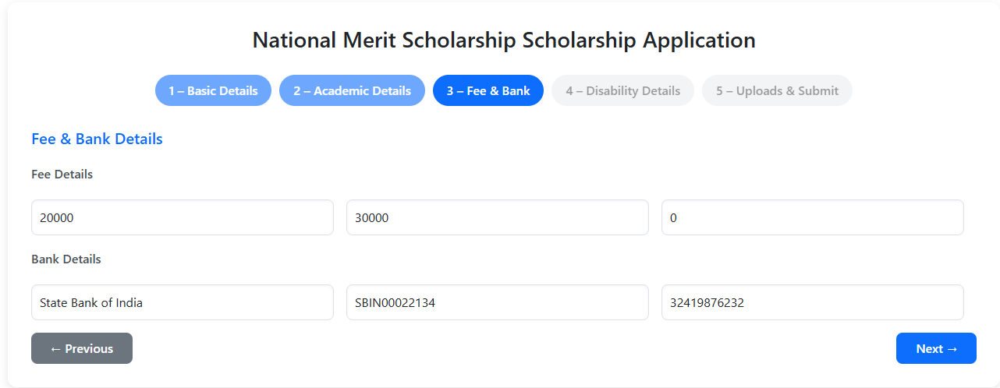 National Merit Scholarship Scholarship Application
1 – Basic Details 2 – Academic Details 3 – Fee & Bank 4 – Disability Details 5 – Uploads & Submit
Fee & Bank Details
Fee Details
20000 30000 0
Bank Details
State Bank of India SBIN00022134 32419876232
← Previous Next →